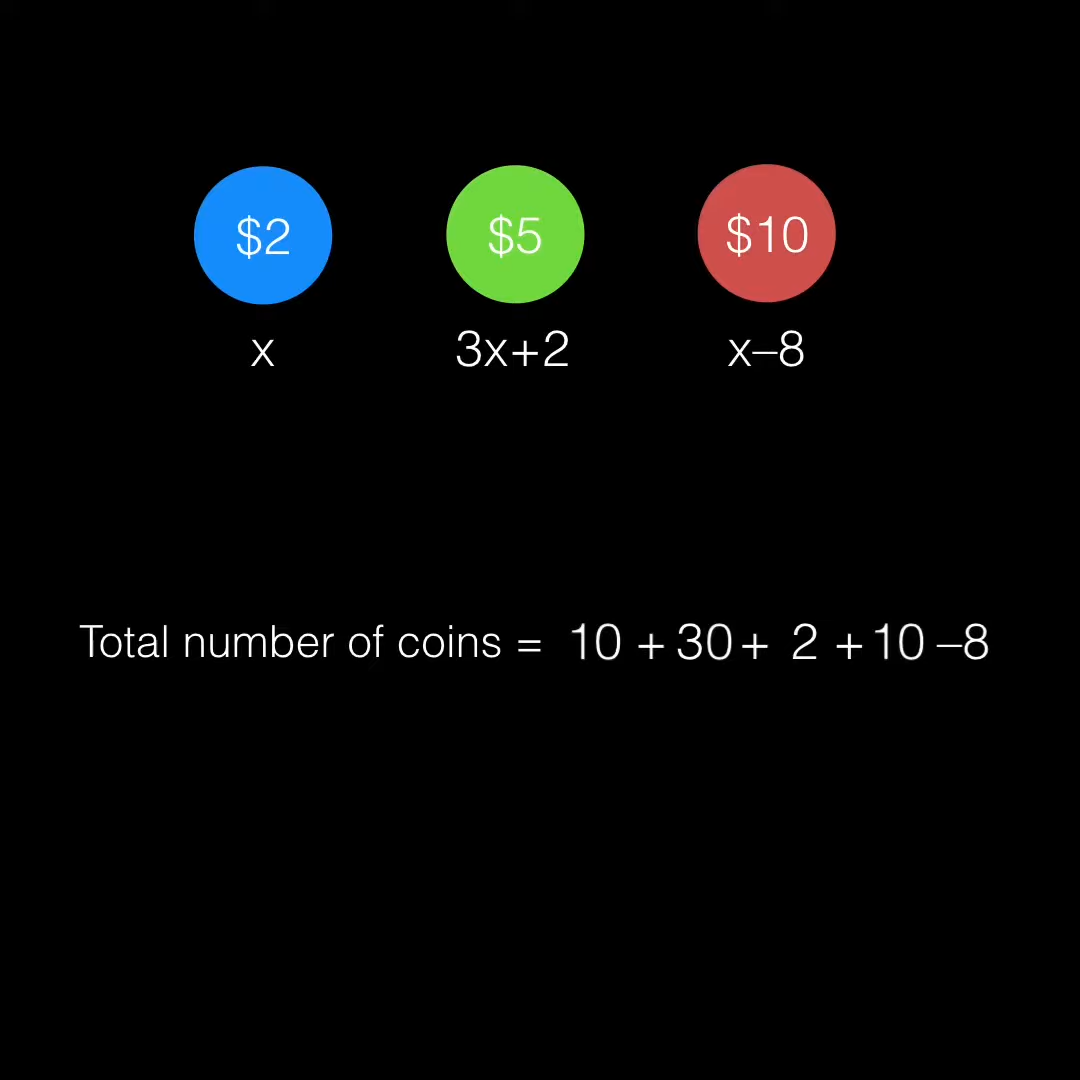 $2 $5 $10
x 3x+2 x–8
Total number of coins = 10 + 30 + 2 + 10 – 8